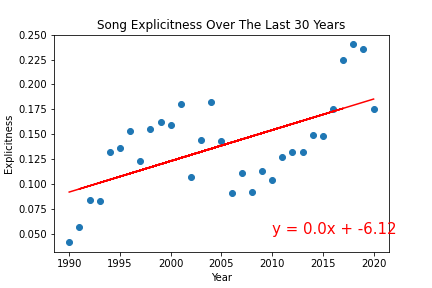 Song Explicitness Over The Last 30 Years
0.250
0.225
0.200
0.175
0.150
0.125
0.100
0.075
0.050
Explicitness
y = 0.0x + -6.12
1990 1995 2000 2005 2010 2015 2020
Year